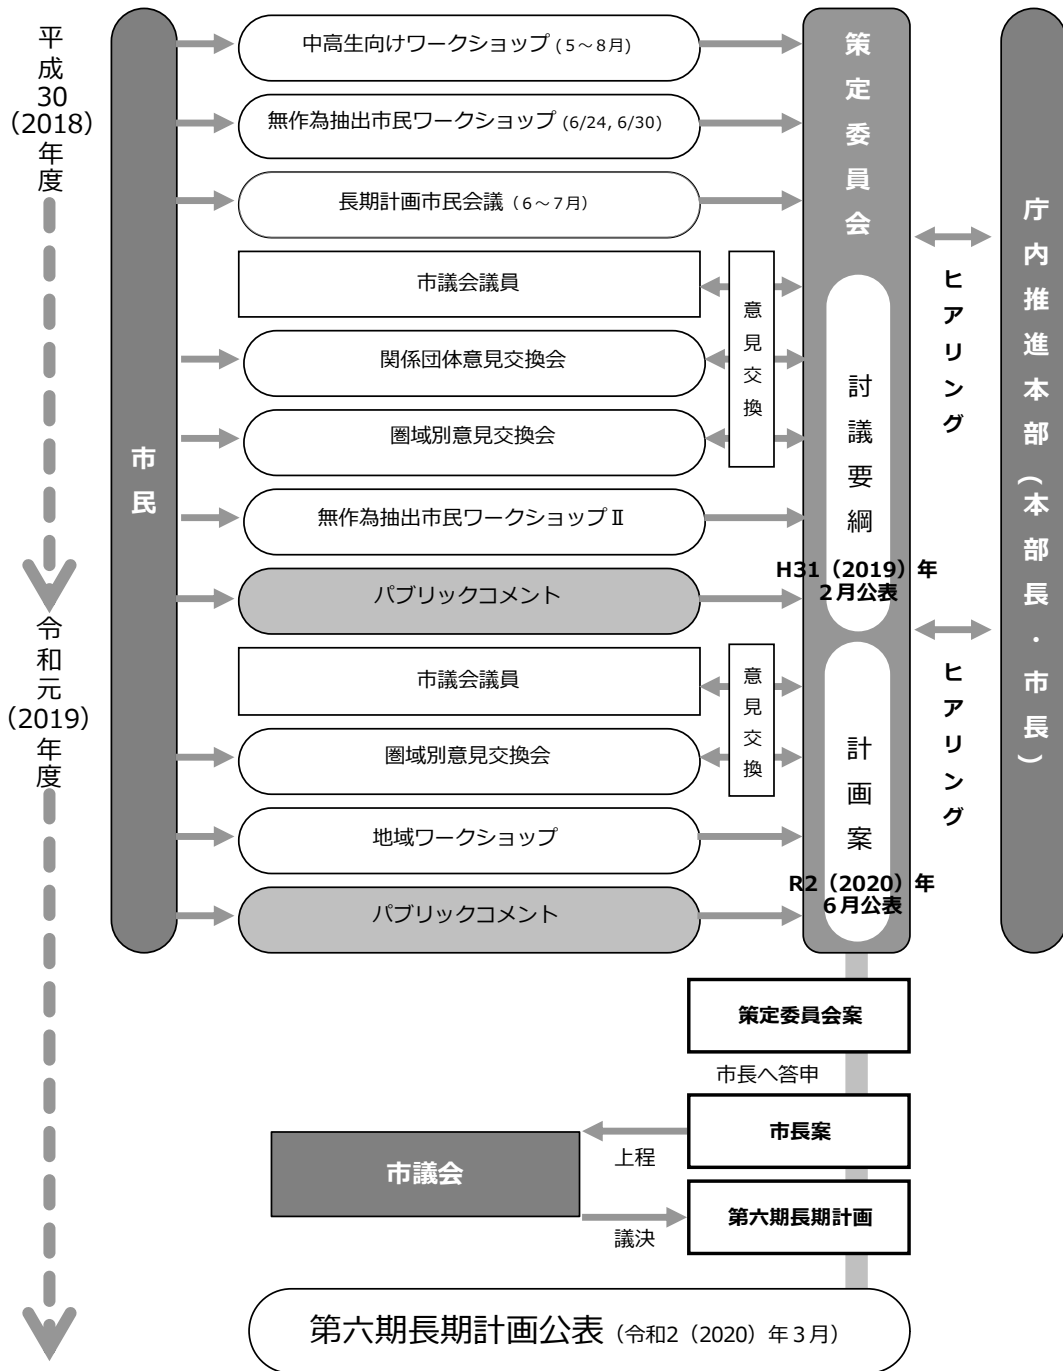 平成30(2018)年度
令和元(2019)年度
市民
中高生向けワークショップ (5～8月)
無作為抽出市民ワークショップ (6/24, 6/30)
長期計画市民会議 (6～7月)
市議会議員
関係団体意見交換会
圏域別意見交換会
無作為抽出市民ワークショップⅡ
パブリックコメント
市議会議員
圏域別意見交換会
地域ワークショップ
パブリックコメント
意見交換
意見交換
策定委員会
討議要綱
H31（2019）年
２月公表
計画案
R2（2020）年
６月公表
ヒアリング
ヒアリング
庁内推進本部(本部長・市長)
策定委員会案
市長へ答申
市長案
上程
市議会
議決
第六期長期計画
第六期長期計画公表（令和2（2020）年３月）